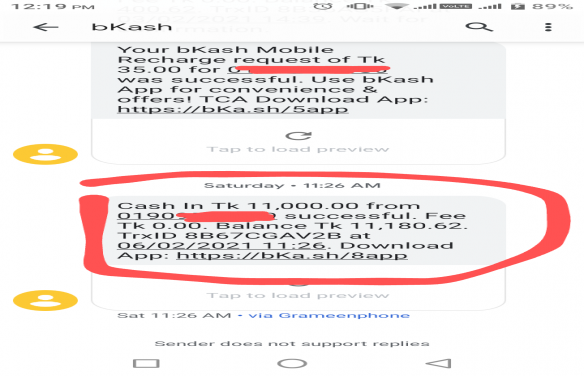 12:19 PM VOLTE 89%
bKash
Your bKash Mobile
Recharge request of Tk
35.00 for 0
was successful. Use bKash
App for convenience &
offers! TCA Download App:
https://bKa.sh/5app
Tap to load preview
Saturday • 11:26 AM
Cash In Tk 11,000.00 from
0190 successful. Fee
Tk 0.00. Balance Tk 11,180.62.
TrxID 8B67CGAV2B at
06/02/2021 11:26. Download
App: https://bKa.sh/8app
Tap to load preview
Sat 11:26 AM • via Grameenphone
Sender does not support replies